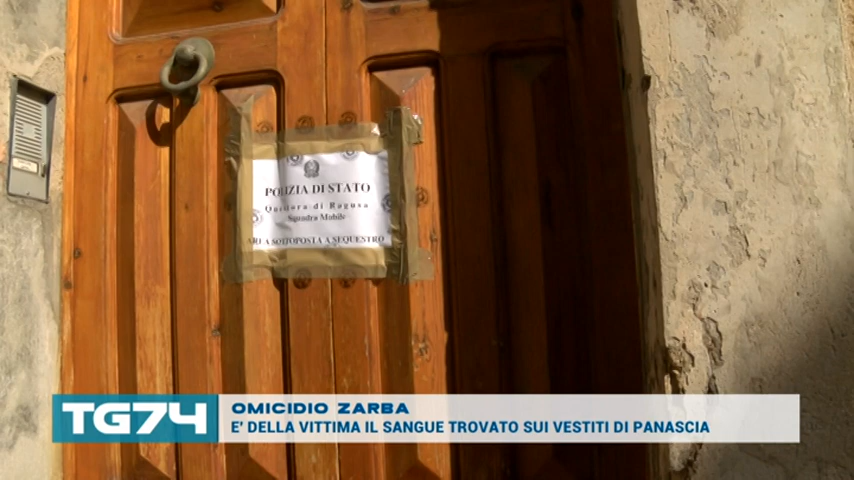 POLIZIA DI STATO
Questura di Ragusa
Squadra Mobile
AREA SOTTOPOSTA A SEQUESTRO
TG74
OMICIDIO ZARBA
E' DELLA VITTIMA IL SANGUE TROVATO SUI VESTITI DI PANASCIA